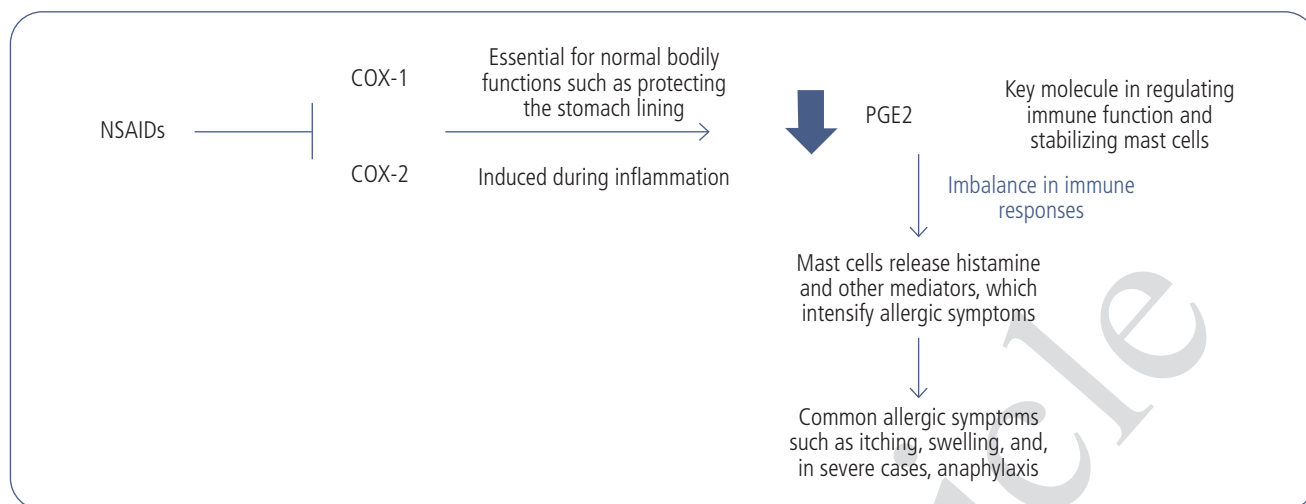 NSAIDs
COX-1
COX-2
Essential for normal bodily
functions such as protecting
the stomach lining
Induced during inflammation
PGE2
Key molecule in regulating
immune function and
stabilizing mast cells
Imbalance in immune
responses
Mast cells release histamine
and other mediators, which
intensify allergic symptoms
Common allergic symptoms
such as itching, swelling, and,
in severe cases, anaphylaxis
icle